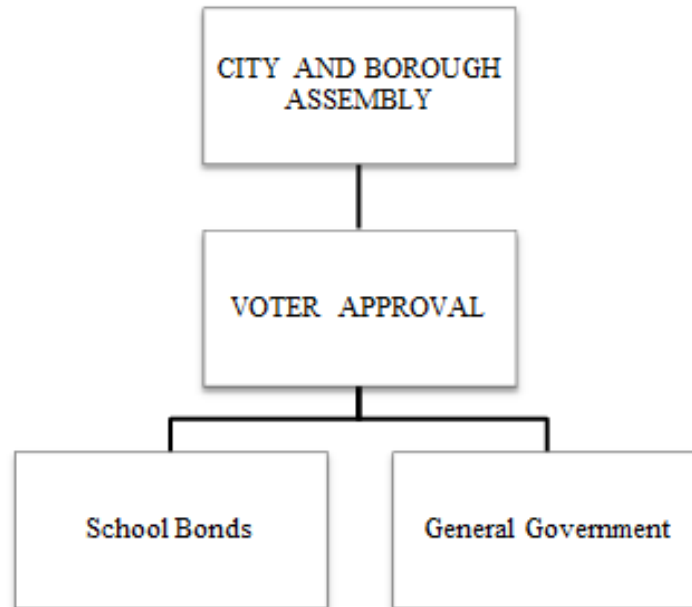 CITY AND BOROUGH
ASSEMBLY
VOTER APPROVAL
School Bonds
General Government